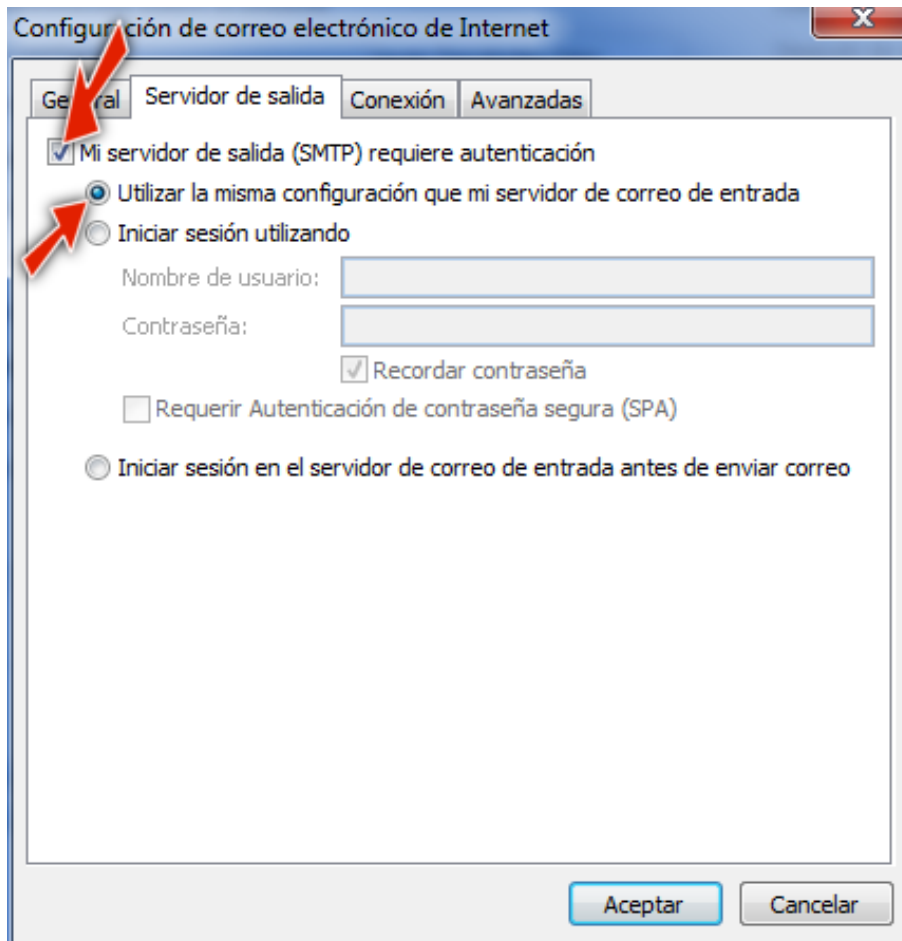 Configuración de correo electrónico de Internet
General Servidor de salida Conexión Avanzadas
Mi servidor de salida (SMTP) requiere autenticación
Utilizar la misma configuración que mi servidor de correo de entrada
Iniciar sesión utilizando
Nombre de usuario:
Contraseña:
Recordar contraseña
Requerir Autenticación de contraseña segura (SPA)
Iniciar sesión en el servidor de correo de entrada antes de enviar correo
Aceptar Cancelar